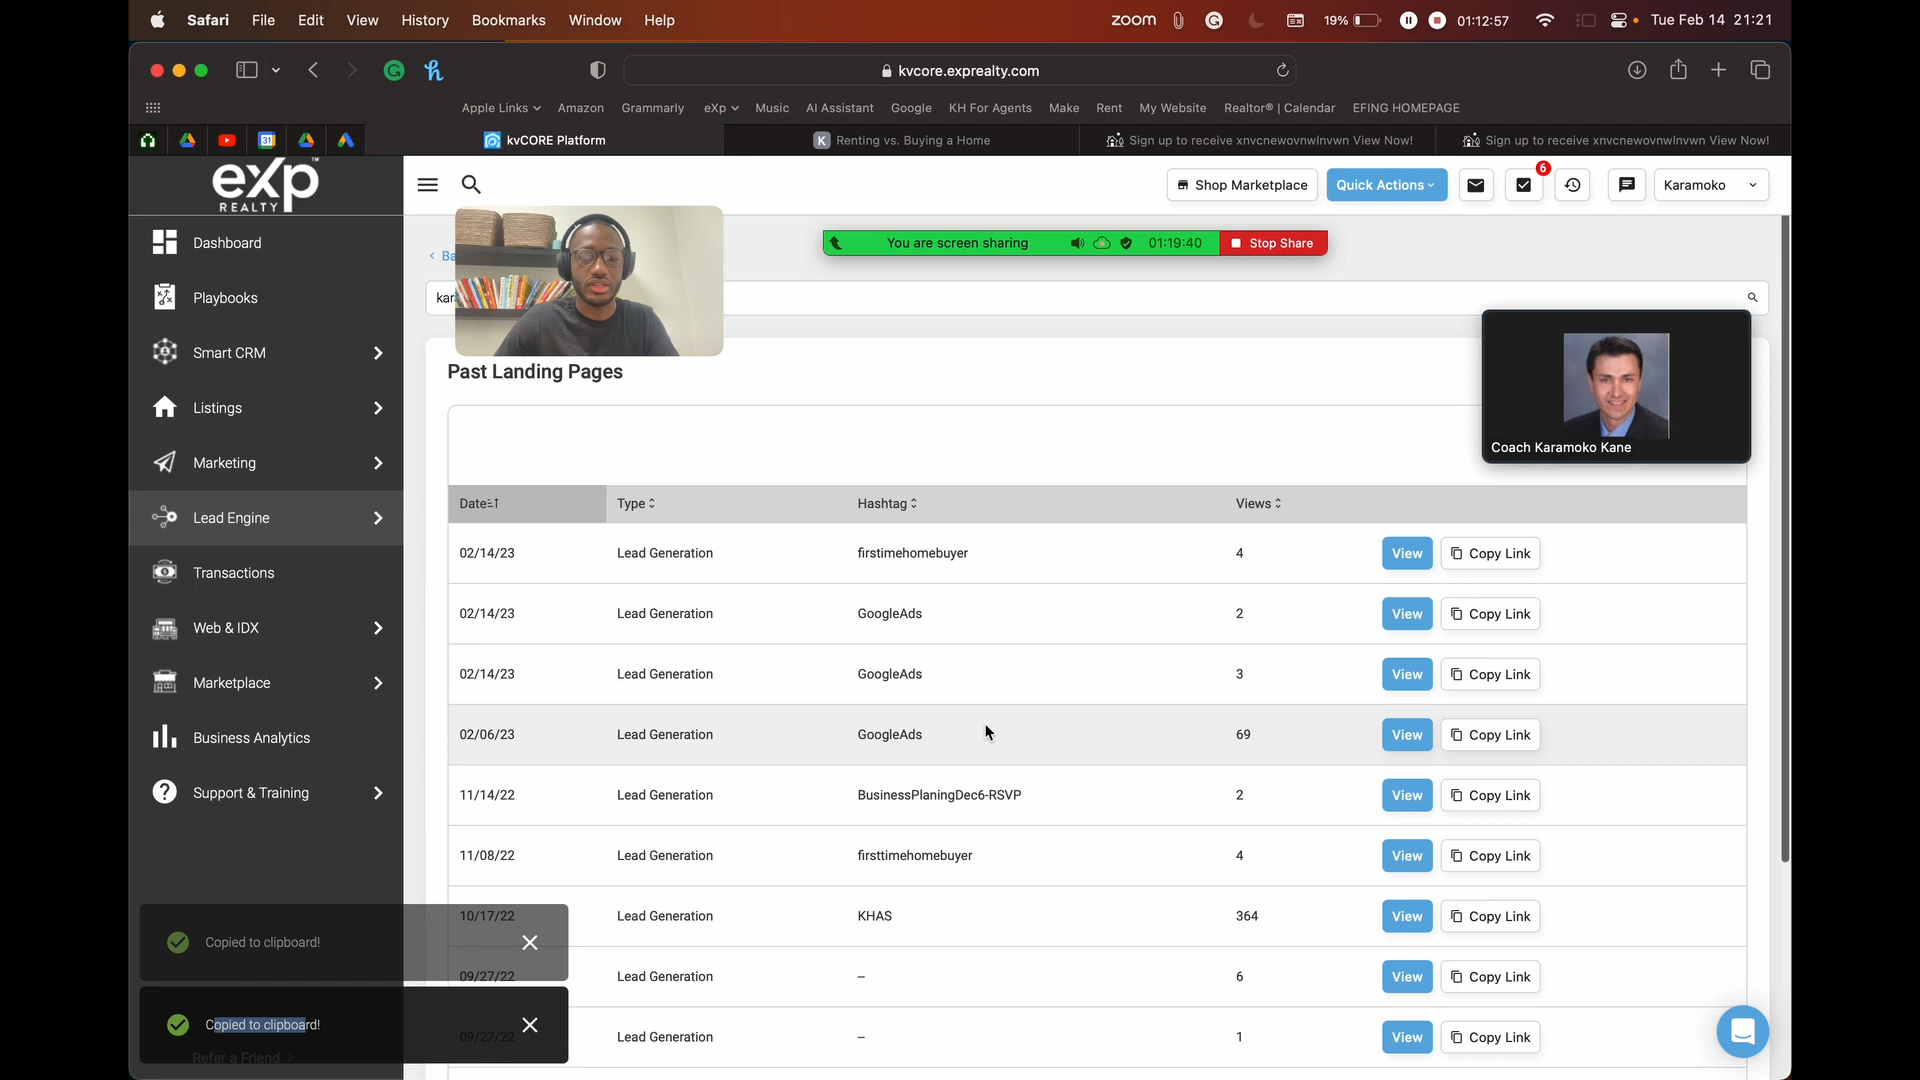 Safari File Edit View History Bookmarks Window Help zoom 19% 01:12:57 Tue Feb 14 21:21
kvcore.exprealty.com
Apple Links Amazon Grammarly eXp Music AI Assistant Google KH For Agents Make Rent My Website Realtor® | Calendar EFING HOMEPAGE
31 kvCORE Platform K Renting vs. Buying a Home Sign up to receive xnvcnewovnwlnvwn View Now! Sign up to receive xnvcnewovnwlnvwn View Now!
eXp™
REALTY
Shop Marketplace Quick Actions 6 Karamoko
Dashboard
Playbooks
Smart CRM
Listings
Marketing
Lead Engine
Transactions
Web & IDX
Marketplace
Business Analytics
Support & Training
Refer a Friend
Ba
You are screen sharing 01:19:40 Stop Share
kar
Coach Karamoko Kane
Past Landing Pages
Date Type Hashtag Views
02/14/23 Lead Generation firstimehomebuyer 4 View Copy Link
02/14/23 Lead Generation GoogleAds 2 View Copy Link
02/14/23 Lead Generation GoogleAds 3 View Copy Link
02/06/23 Lead Generation GoogleAds 69 View Copy Link
11/14/22 Lead Generation BusinessPlaningDec6-RSVP 2 View Copy Link
11/08/22 Lead Generation firsttimehomebuyer 4 View Copy Link
10/17/22 Lead Generation KHAS 364 View Copy Link
09/27/22 Lead Generation -- 6 View Copy Link
09/27/22 Lead Generation -- 1 View Copy Link
Copied to clipboard!
Copied to clipboard!